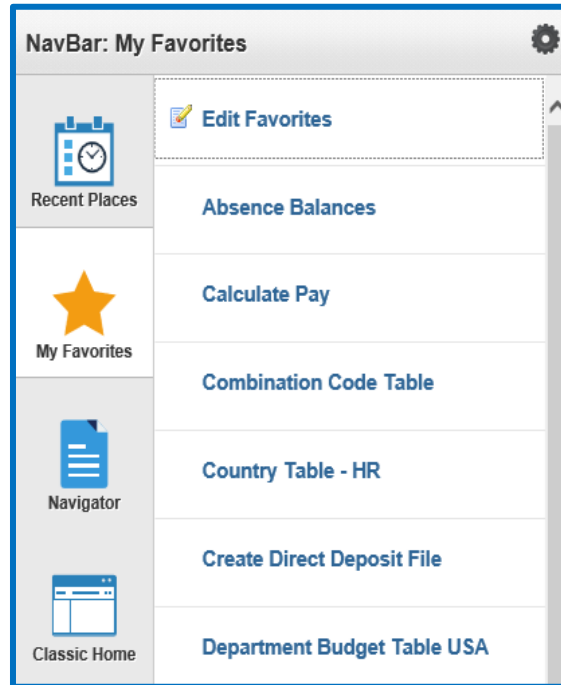 NavBar: My Favorites
Recent Places
My Favorites
Navigator
Classic Home
Edit Favorites
Absence Balances
Calculate Pay
Combination Code Table
Country Table - HR
Create Direct Deposit File
Department Budget Table USA